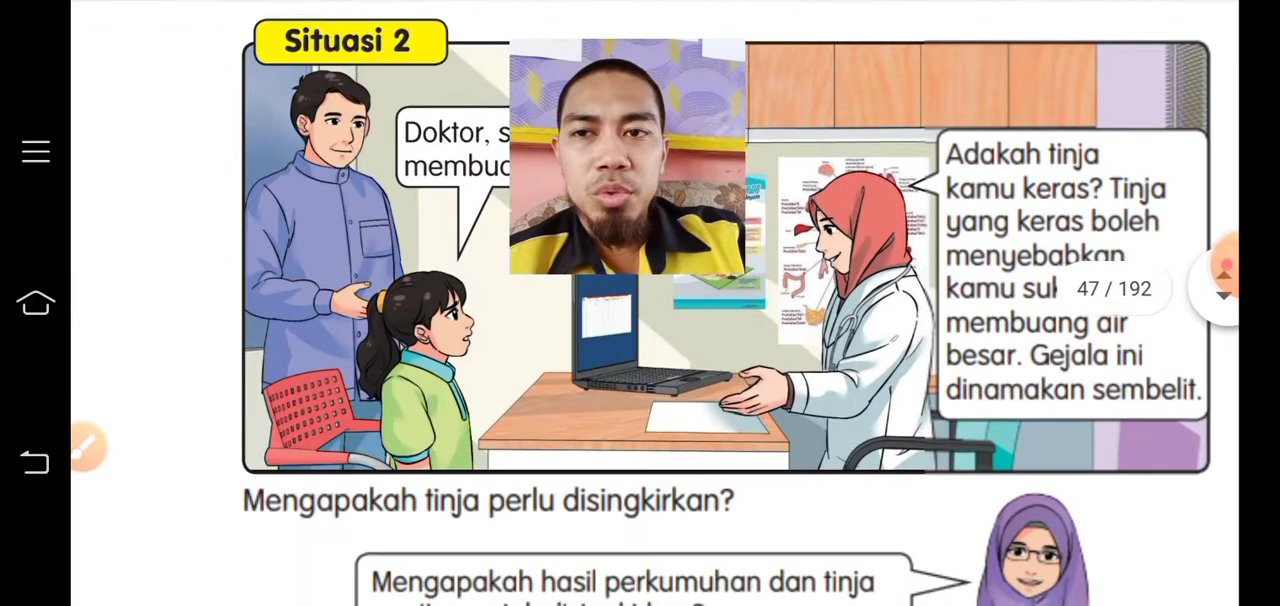 Situasi 2
Doktor, s
membuc
Adakah tinja
kamu keras? Tinja
yang keras boleh
menyebabkan
kamu suk
membuang air
besar. Gejala ini
dinamakan sembelit.
47 / 192
Mengapakah tinja perlu disingkirkan?
Mengapakah hasil perkumuhan dan tinja